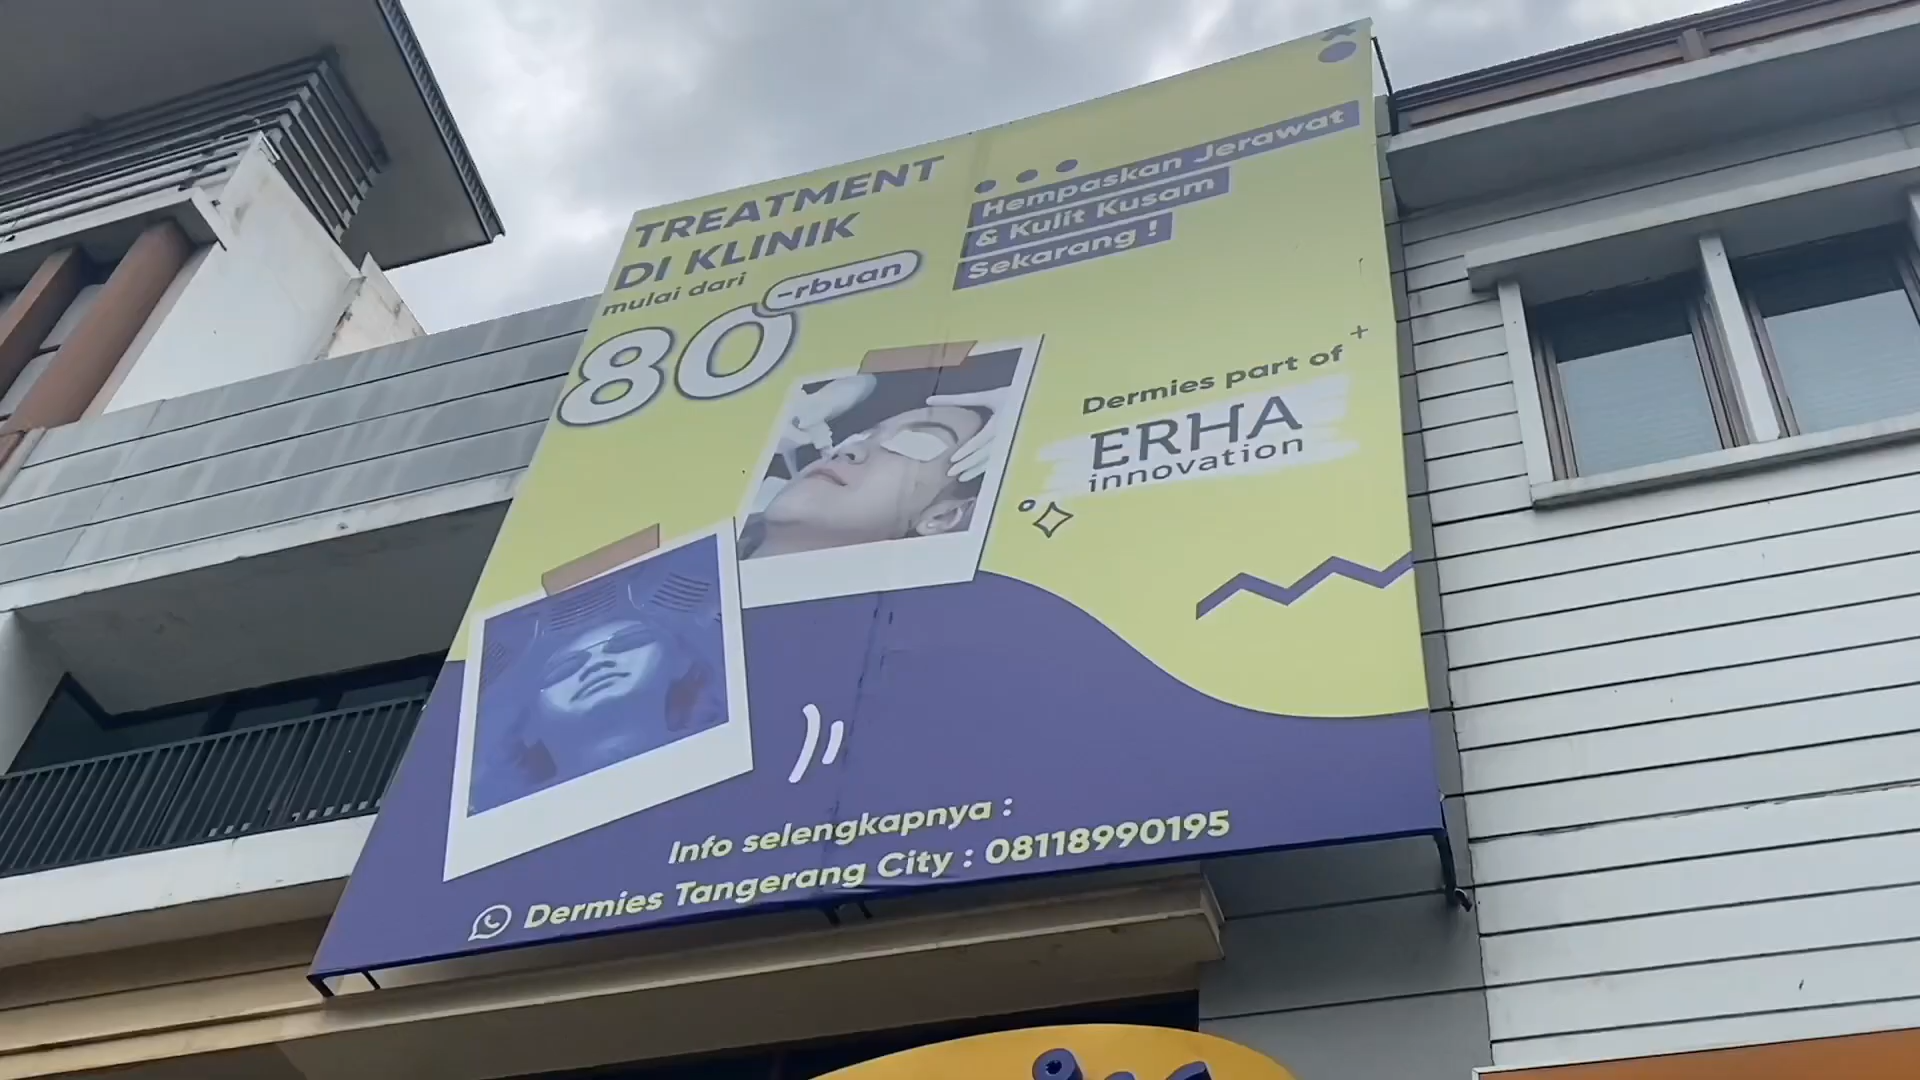 TREATMENT
DI KLINIK
mulai dari
80 -rbuan
Hempaskan Jerawat
& Kulit Kusam
Sekarang !
Dermies part of
ERHA
innovation
Info selengkapnya :
Dermies Tangerang City : 08118990195